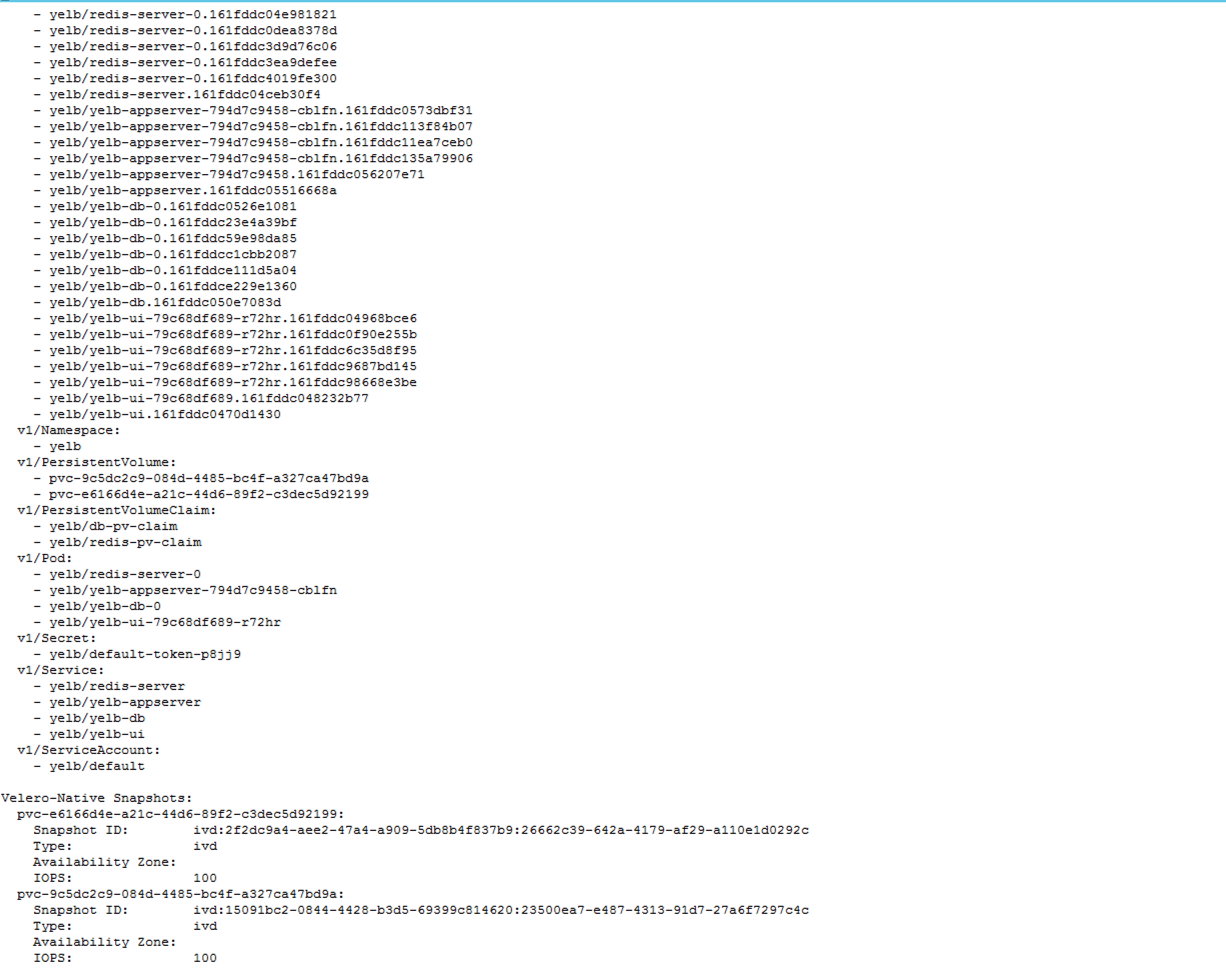 - yelb/redis-server-0.161fddc04e981821
- yelb/redis-server-0.161fddc0dea8378d
- yelb/redis-server-0.161fddc3d9d76c06
- yelb/redis-server-0.161fddc3ea9defee
- yelb/redis-server-0.161fddc4019fe300
- yelb/redis-server.161fddc04ceb30f4
- yelb/yelb-appserver-794d7c9458-cblfn.161fddc0573dbf31
- yelb/yelb-appserver-794d7c9458-cblfn.161fddc113f84b07
- yelb/yelb-appserver-794d7c9458-cblfn.161fddc11ea7ceb0
- yelb/yelb-appserver-794d7c9458-cblfn.161fddc135a79906
- yelb/yelb-appserver-794d7c9458.161fddc056207e71
- yelb/yelb-appserver.161fddc05516668a
- yelb/yelb-db-0.161fddc0526e1081
- yelb/yelb-db-0.161fddc23e4a39bf
- yelb/yelb-db-0.161fddc59e98da85
- yelb/yelb-db-0.161fddcc1cbb2087
- yelb/yelb-db-0.161fddce111d5a04
- yelb/yelb-db-0.161fddce229e1360
- yelb/yelb-db.161fddc050e7083d
- yelb/yelb-ui-79c68df689-r72hr.161fddc04968bce6
- yelb/yelb-ui-79c68df689-r72hr.161fddc0f90e255b
- yelb/yelb-ui-79c68df689-r72hr.161fddc6c35d8f95
- yelb/yelb-ui-79c68df689-r72hr.161fddc9687bd145
- yelb/yelb-ui-79c68df689-r72hr.161fddc98668e3be
- yelb/yelb-ui-79c68df689.161fddc048232b77
- yelb/yelb-ui.161fddc0470d1430
v1/Namespace:
- yelb
v1/PersistentVolume:
- pvc-9c5dc2c9-084d-4485-bc4f-a327ca47bd9a
- pvc-e6166d4e-a21c-44d6-89f2-c3dec5d92199
v1/PersistentVolumeClaim:
- yelb/db-pv-claim
- yelb/redis-pv-claim
v1/Pod:
- yelb/redis-server-0
- yelb/yelb-appserver-794d7c9458-cblfn
- yelb/yelb-db-0
- yelb/yelb-ui-79c68df689-r72hr
v1/Secret:
- yelb/default-token-p8jj9
v1/Service:
- yelb/redis-server
- yelb/yelb-appserver
- yelb/yelb-db
- yelb/yelb-ui
v1/ServiceAccount:
- yelb/default
Velero-Native Snapshots:
pvc-e6166d4e-a21c-44d6-89f2-c3dec5d92199:
Snapshot ID: ivd:2f2dc9a4-aee2-47a4-a909-5db8b4f837b9:26662c39-642a-4179-af29-a110e1d0292c
Type: ivd
Availability Zone:
IOPS: 100
pvc-9c5dc2c9-084d-4485-bc4f-a327ca47bd9a:
Snapshot ID: ivd:15091bc2-0844-4428-b3d5-69399c814620:23500ea7-e487-4313-91d7-27a6f7297c4c
Type: ivd
Availability Zone:
IOPS: 100